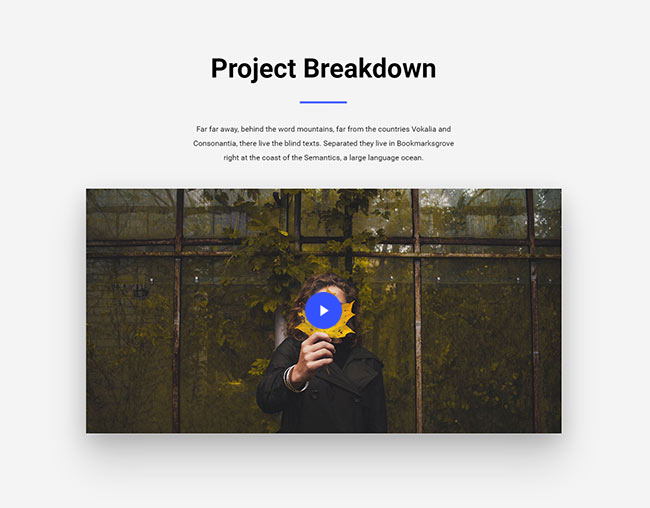 Project Breakdown
Far far away, behind the word mountains, far from the countries Vokalia and
Consonantia, there live the blind texts. Separated they live in Bookmarksgrove
right at the coast of the Semantics, a large language ocean.